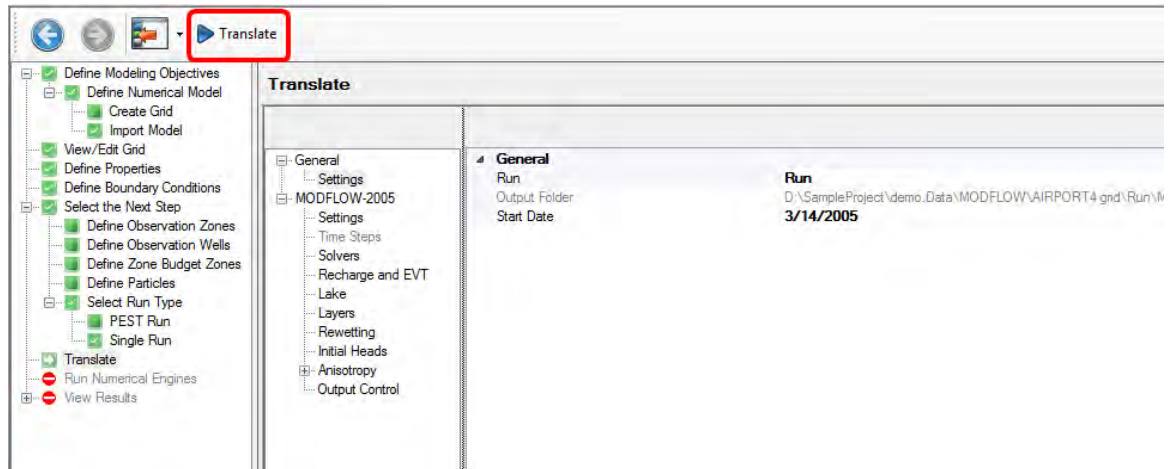 Translate
Define Modeling Objectives
Define Numerical Model
Create Grid
Import Model
View/Edit Grid
Define Properties
Define Boundary Conditions
Select the Next Step
Define Observation Zones
Define Observation Wells
Define Zone Budget Zones
Define Particles
Select Run Type
PEST Run
Single Run
Translate
Run Numerical Engines
View Results
Translate
General
Settings
MODFLOW-2005
Settings
Time Steps
Solvers
Recharge and EVT
Lake
Layers
Rewetting
Initial Heads
Anisotropy
Output Control
General
Run Run
Output Folder D:\SampleProject\demo.Data\MODFLOW\AIRPORT4 grid\Run\M
Start Date 3/14/2005